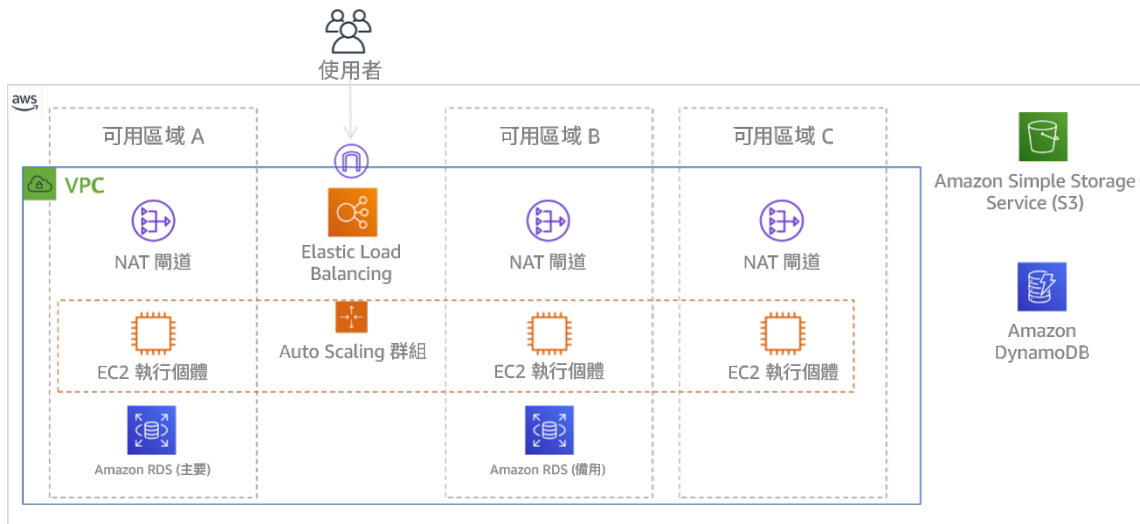 使用者
aws
可用區域 A
可用區域 B
可用區域 C
VPC
Amazon Simple Storage
Service (S3)
NAT 閘道
Elastic Load
Balancing
NAT 閘道
NAT 閘道
Amazon
DynamoDB
Auto Scaling 群組
EC2 執行個體
EC2 執行個體
EC2 執行個體
Amazon RDS (主要)
Amazon RDS (備用)